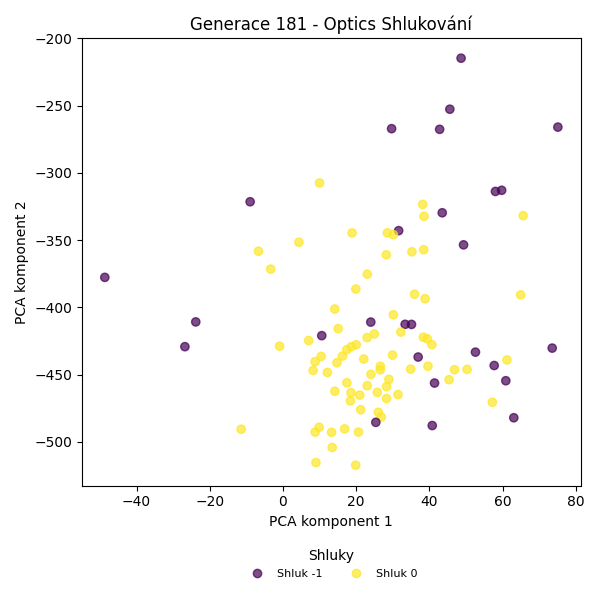 Generace 181 - Optics Shlukování
−200
−250
−300
−350
−400
−450
−500
PCA komponent 2
−40
−20
0
20
40
60
80
PCA komponent 1
Shluky
Shluk -1
Shluk 0